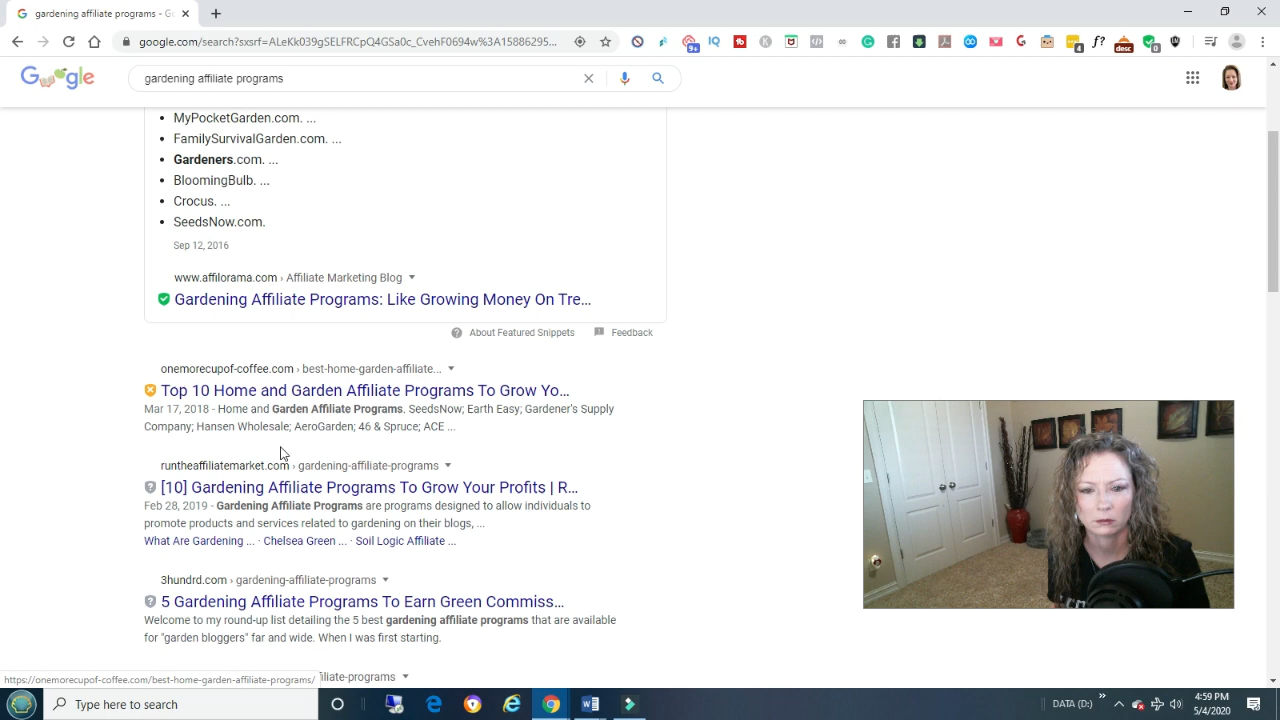 gardening affiliate programs - G
google.com/search?sxsrf=ALeKk039gSELFRCpQ4GSa0c_GwhF0694w%3A15886295...
Google
gardening affiliate programs
MyPocketGarden.com. ...
FamilySurvivalGarden.com. ...
Gardeners.com. ...
BloomingBulb. ...
Crocus. ...
SeedsNow.com.
Sep 12, 2016
www.affilorama.com › Affiliate Marketing Blog
Gardening Affiliate Programs: Like Growing Money On Tre...
About Featured Snippets
Feedback
onemorecupof-coffee.com › best-home-garden-affiliate...
Top 10 Home and Garden Affiliate Programs To Grow Yo...
Mar 17, 2018 - Home and Garden Affiliate Programs. SeedsNow; Earth Easy; Gardener's Supply
Company; Hansen Wholesale; AeroGarden; 46 & Spruce; ACE ...
runtheaffiliatemarket.com › gardening-affiliate-programs
[10] Gardening Affiliate Programs To Grow Your Profits | R...
Feb 28, 2019 - Gardening Affiliate Programs are programs designed to allow individuals to
promote products and services related to gardening on their blogs, ...
What Are Gardening ... · Chelsea Green ... · Soil Logic Affiliate ...
3hundrd.com › gardening-affiliate-programs
5 Gardening Affiliate Programs To Earn Green Commiss...
Welcome to my round-up list detailing the 5 best gardening affiliate programs that are available
for "garden bloggers" far and wide. When I was first starting.
https://onemorecupof-coffee.com/best-home-garden-affiliate-programs/
filiate-programs
Type here to search
DATA (D:)
4:59 PM
5/4/2020